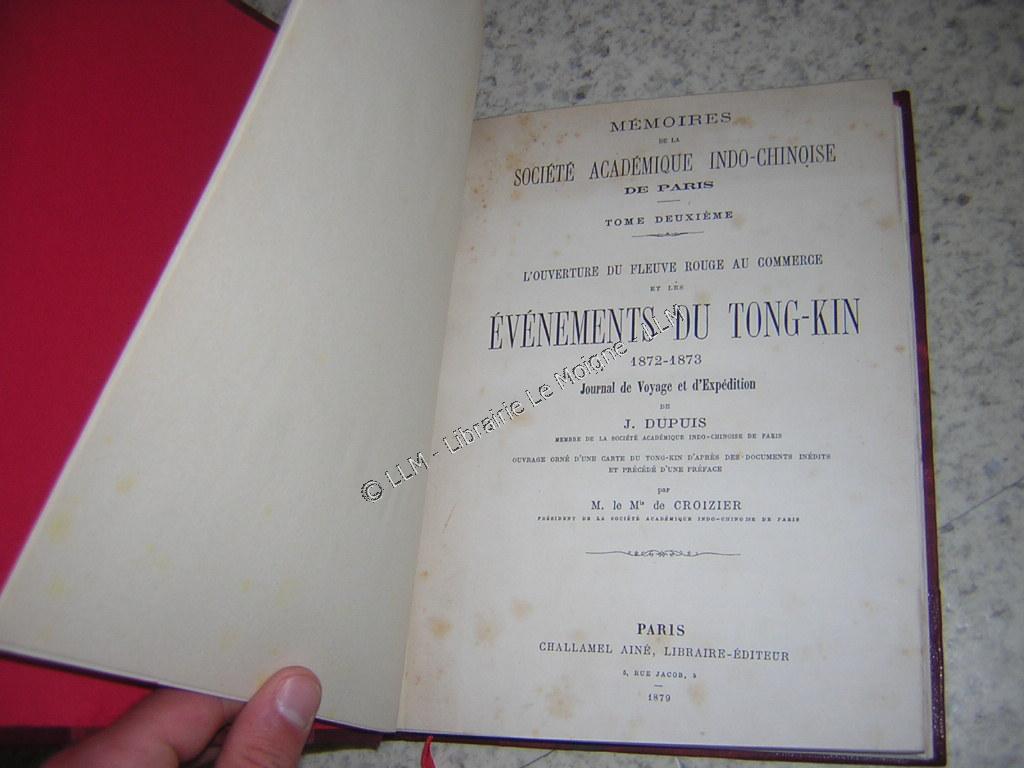 MÉMOIRES
DE LA
SOCIÉTÉ ACADÉMIQUE INDO-CHINOISE
DE PARIS
TOME DEUXIÈME
L'OUVERTURE DU FLEUVE ROUGE AU COMMERCE
ET LES
ÉVÉNEMENTS DU TONG-KIN
1872-1873
Journal de Voyage et d'Expédition
DE
J. DUPUIS
MEMBRE DE LA SOCIÉTÉ ACADÉMIQUE INDO-CHINOISE DE PARIS
OUVRAGE ORNÉ D'UNE CARTE DU TONG-KIN D'APRÈS DES DOCUMENTS INÉDITS
ET PRÉCÉDÉ D'UNE PRÉFACE
par
M. le Mis de CROIZIER
PRÉSIDENT DE LA SOCIÉTÉ ACADÉMIQUE INDO-CHINOISE DE PARIS
PARIS
CHALLAMEL AINÉ, LIBRAIRE-ÉDITEUR
5, RUE JACOB, 5
1879
© LLM - Librairie Le Moigne - LLM